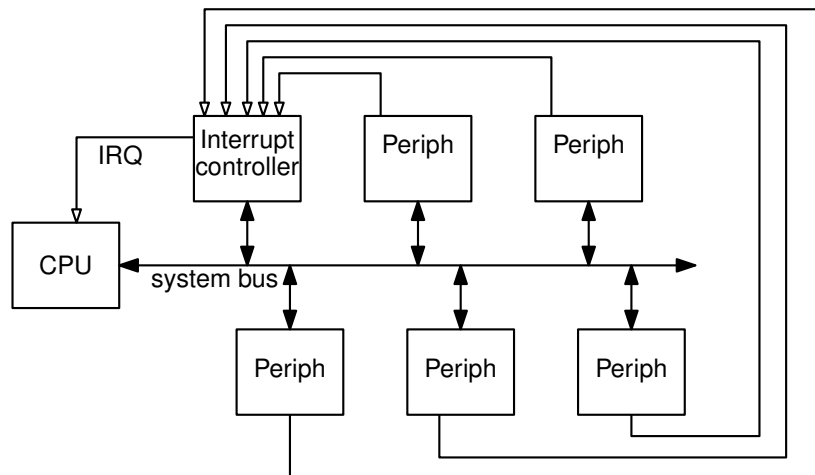 Interrupt
controller
Periph
Periph
IRQ
CPU
system bus
Periph
Periph
Periph